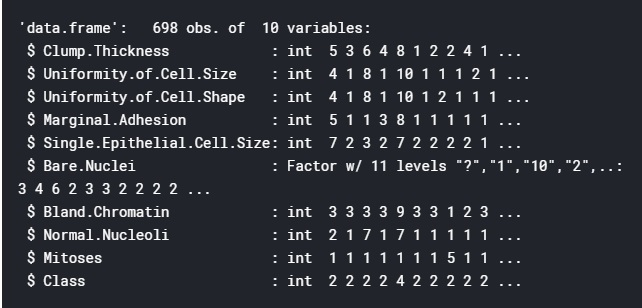 'data.frame':   698 obs. of  10 variables:
 $ Clump.Thickness            : int  5 3 6 4 8 1 2 2 4 1 ...
 $ Uniformity.of.Cell.Size    : int  4 1 8 1 10 1 1 1 2 1 ...
 $ Uniformity.of.Cell.Shape   : int  4 1 8 1 10 1 2 1 1 1 ...
 $ Marginal.Adhesion          : int  5 1 1 3 8 1 1 1 1 1 ...
 $ Single.Epithelial.Cell.Size: int  7 2 3 2 7 2 2 2 2 1 ...
 $ Bare.Nuclei                : Factor w/ 11 levels "?","1","10","2",..:
3 4 6 2 3 3 2 2 2 2 ...
 $ Bland.Chromatin            : int  3 3 3 3 9 3 3 1 2 3 ...
 $ Normal.Nucleoli            : int  2 1 7 1 7 1 1 1 1 1 ...
 $ Mitoses                    : int  1 1 1 1 1 1 1 5 1 1 ...
 $ Class                      : int  2 2 2 2 4 2 2 2 2 2 ...